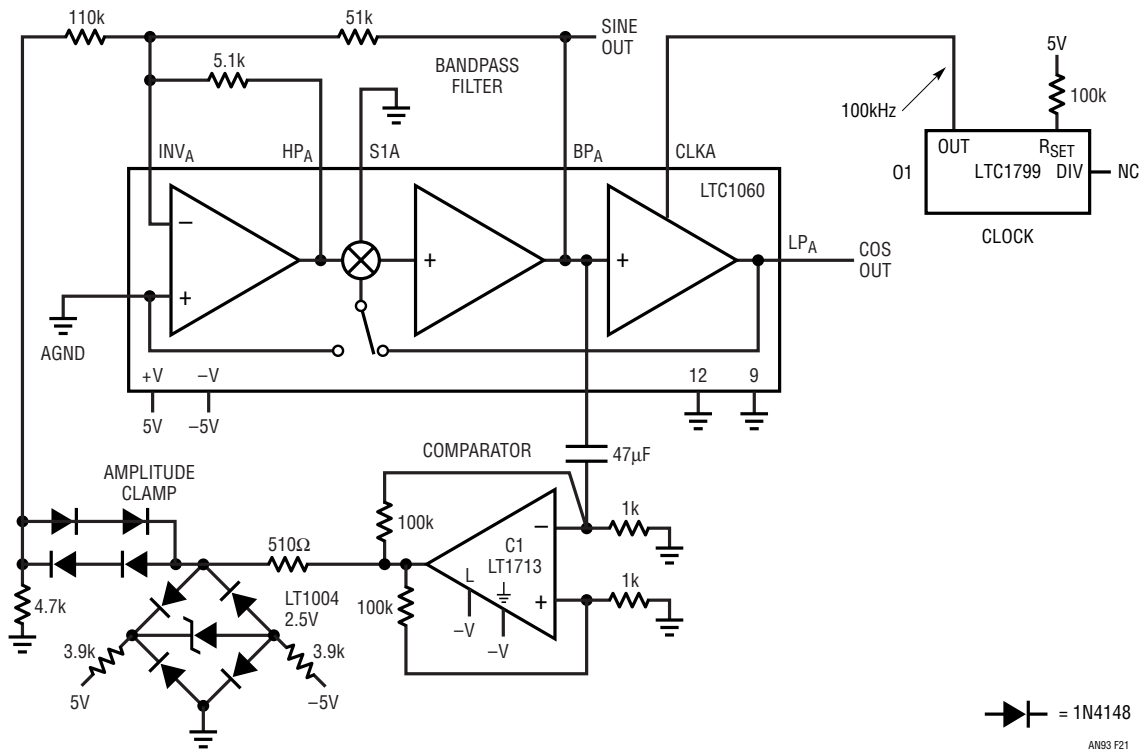 110k
51k
SINE
OUT
5.1k
BANDPASS
FILTER
5V
100k
100kHz
INVA
HPA
S1A
BPA
CLKA
OUT
RSET
O1
LTC1799
DIV
NC
CLOCK
LTC1060
−
+
+
+
LPA
COS
OUT
AGND
+V
−V
12
9
5V
−5V
COMPARATOR
47µF
AMPLITUDE
CLAMP
100k
−
1k
510Ω
C1
LT1713
L
1k
4.7k
LT1004
2.5V
100k
+
−V
−V
3.9k
3.9k
5V
−5V
= 1N4148
AN93 F21